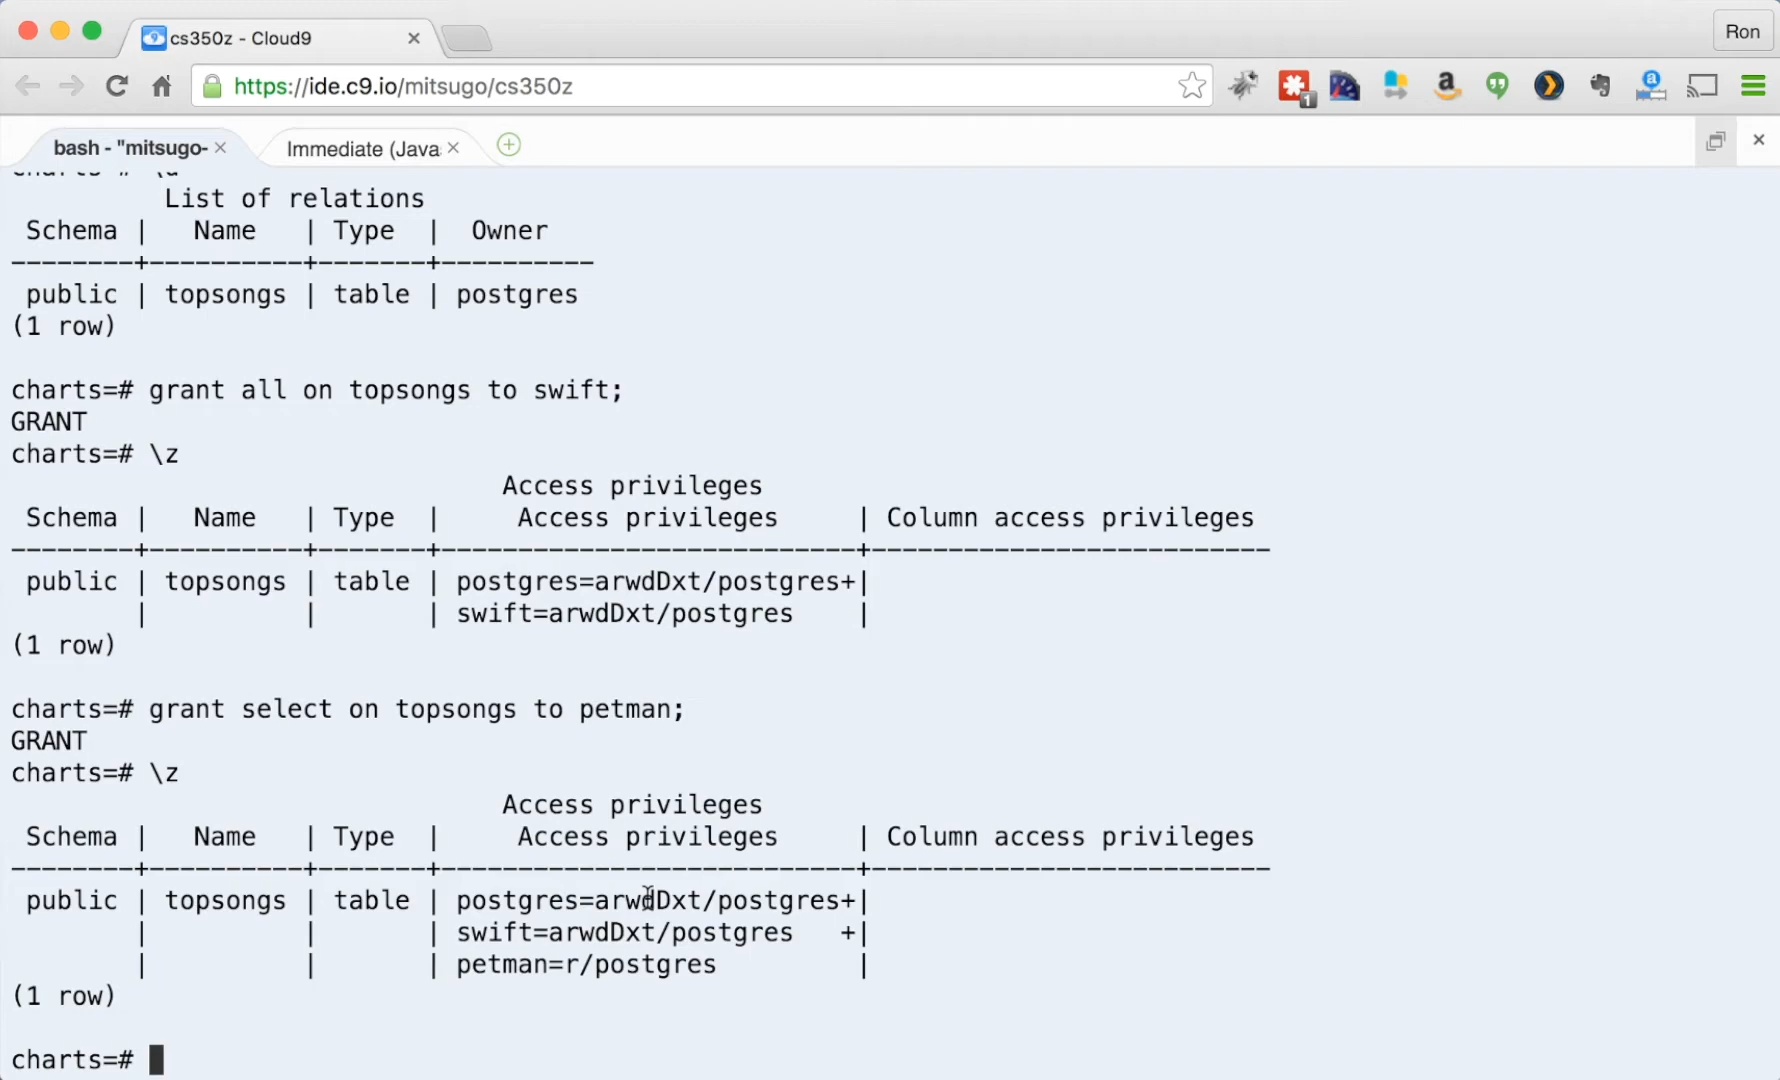 cs350z - Cloud9
Ron
https://ide.c9.io/mitsugo/cs350z
1
bash - "mitsugo-
Immediate (Java
List of relations
Schema | Name | Type | Owner
--------+----------+-------+----------
public | topsongs | table | postgres
(1 row)
charts=# grant all on topsongs to swift;
GRANT
charts=# \z
Access privileges
Schema | Name | Type | Access privileges | Column access privileges
--------+----------+-------+---------------------------+--------------------------
public | topsongs | table | postgres=arwdDxt/postgres+|
| | | swift=arwdDxt/postgres |
(1 row)
charts=# grant select on topsongs to petman;
GRANT
charts=# \z
Access privileges
Schema | Name | Type | Access privileges | Column access privileges
--------+----------+-------+---------------------------+--------------------------
public | topsongs | table | postgres=arwdDxt/postgres+|
| | | swift=arwdDxt/postgres +|
| | | petman=r/postgres |
(1 row)
charts=#